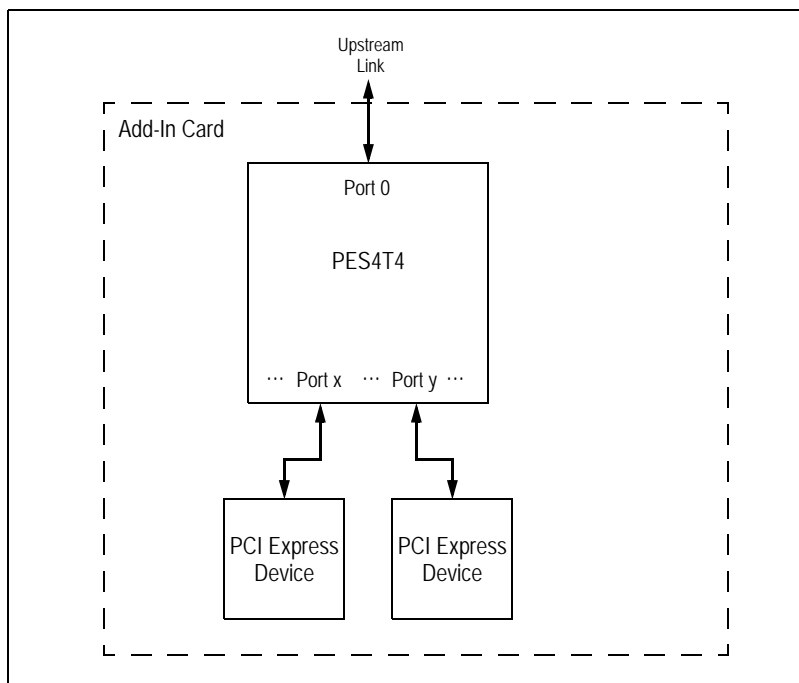 Upstream
Link
Add-In Card
Port 0
PES4T4
··· Port x ··· Port y ···
PCI Express
Device
PCI Express
Device